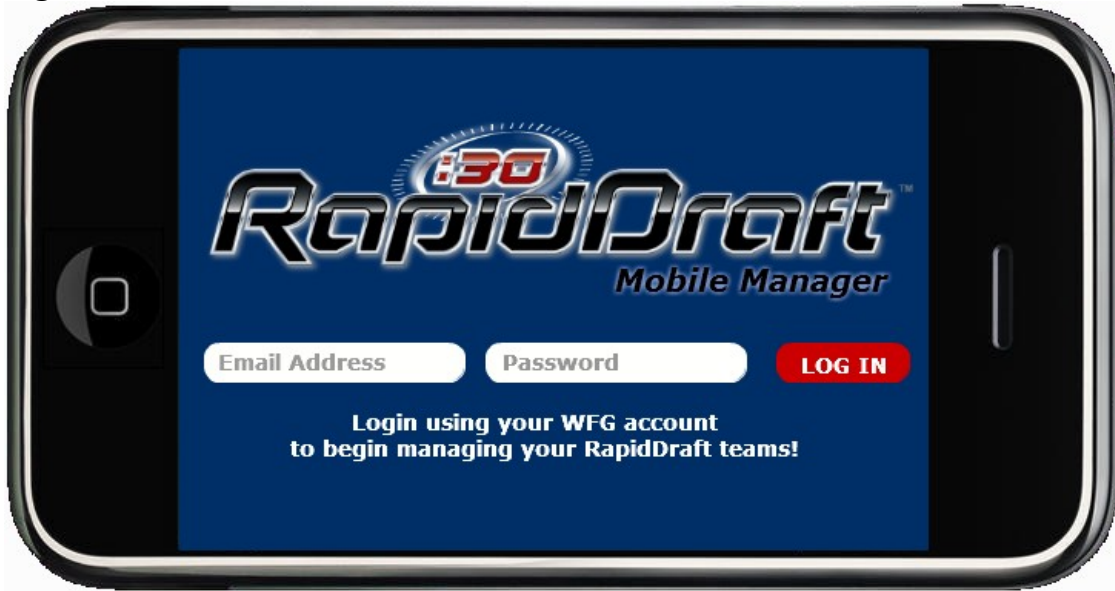 :30
RapidDraft™
Mobile Manager
Email Address Password LOG IN
Login using your WFG account
to begin managing your RapidDraft teams!